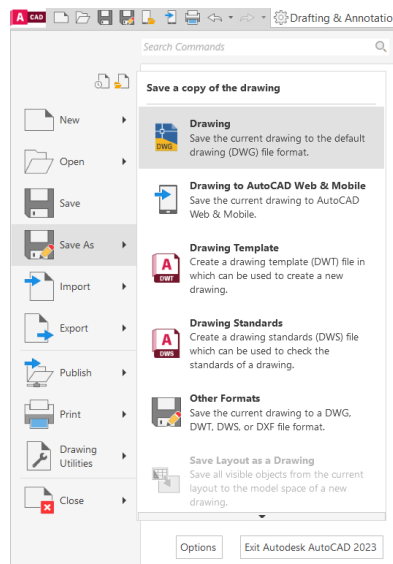 A CAD Drafting & Annotatio
Search Commands
Save a copy of the drawing
New
Open
Save
Save As
Import
Export
Publish
Print
Drawing
Utilities
Close
Drawing
Save the current drawing to the default
drawing (DWG) file format.
DWG
Drawing to AutoCAD Web & Mobile
Save the current drawing to AutoCAD
Web & Mobile.
Drawing Template
Create a drawing template (DWT) file in
which can be used to create a new
drawing.
A
DWT
Drawing Standards
Create a drawing standards (DWS) file
which can be used to check the
standards of a drawing.
A
DWS
Other Formats
Save the current drawing to a DWG,
DWT, DWS, or DXF file format.
Save Layout as a Drawing
Save all visible objects from the current
layout to the model space of a new
drawing.
Options
Exit Autodesk AutoCAD 2023